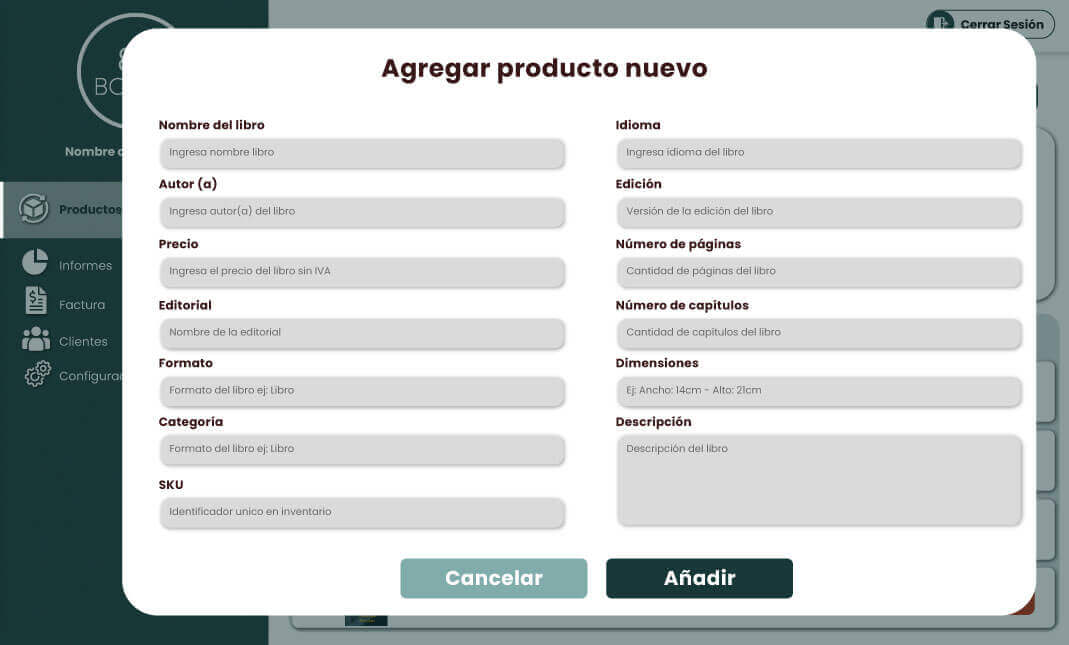 Cerrar Sesión
BO
Nombre d
Productos
Informes
Factura
Clientes
Configurac
Agregar producto nuevo
Nombre del libro
Ingresa nombre libro
Autor (a)
Ingresa autor(a) del libro
Precio
Ingresa el precio del libro sin IVA
Editorial
Nombre de la editorial
Formato
Formato del libro ej: Libro
Categoría
Formato del libro ej: Libro
SKU
Identificador unico en inventario
Idioma
Ingresa idioma del libro
Edición
Versión de la edición del libro
Número de páginas
Cantidad de páginas del libro
Número de capítulos
Cantidad de capítulos del libro
Dimensiones
Ej: Ancho: 14cm - Alto: 21cm
Descripción
Descripción del libro
Cancelar
Añadir